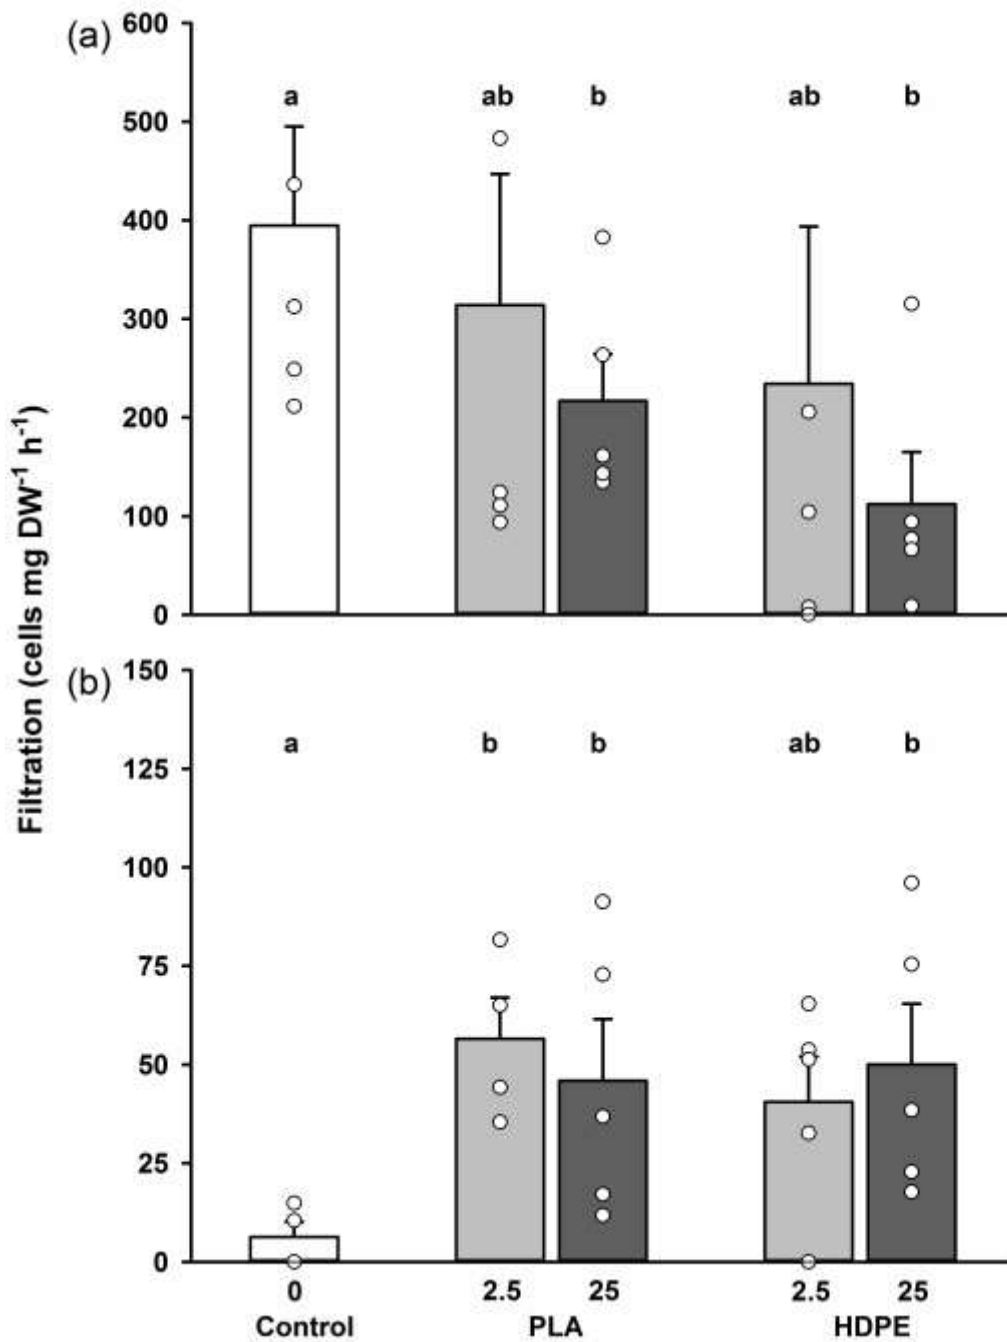 (a)
600
500
400
300
200
100
0
a ab b ab b
Filtration (cells mg DW⁻¹ h⁻¹)
(b)
150
125
100
75
50
25
0
a b b ab b
0 2.5 25 2.5 25
Control PLA HDPE